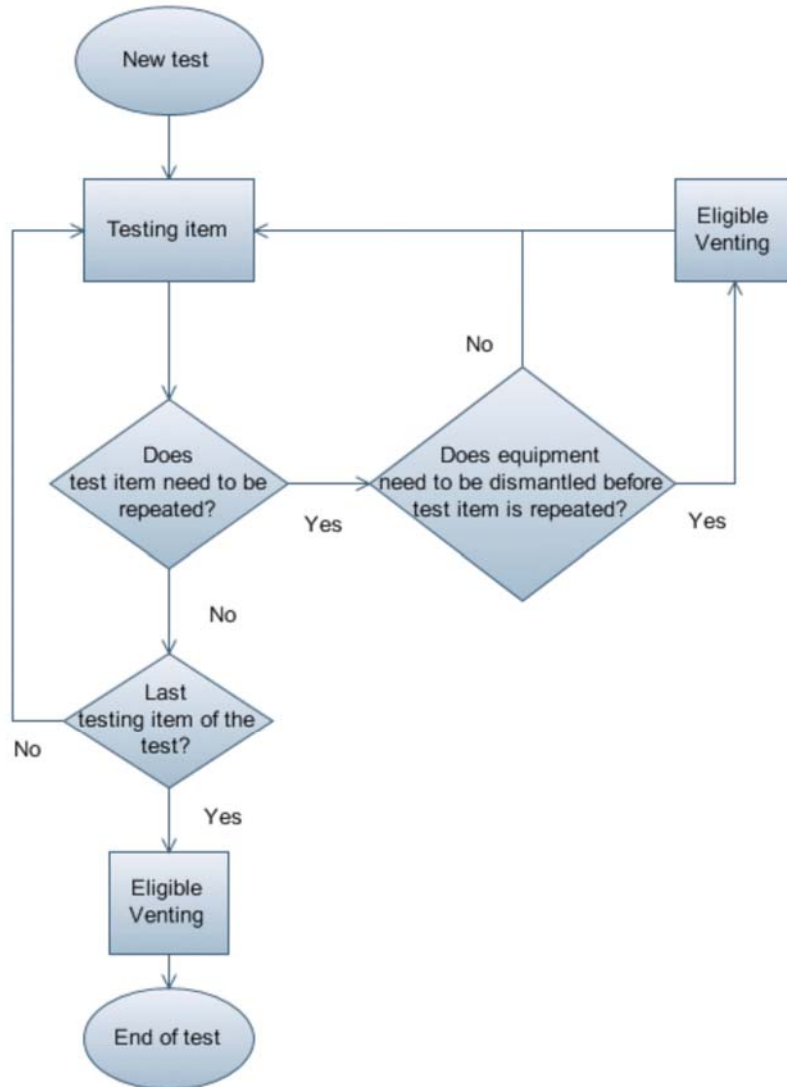 New test
Testing item
Eligible
Venting
No
Does
test item need to be
repeated?
Does equipment
need to be dismantled before
test item is repeated?
Yes
Yes
No
Last
testing item of the
test?
No
Yes
Eligible
Venting
End of test